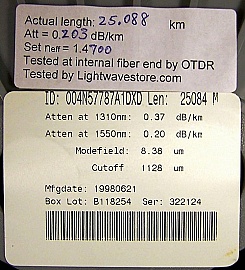 Actual length: 25.088 km
Att = 0.203 dB/km
Set neff = 1.4700
Tested at internal fiber end by OTDR
Tested by Lightwavestore.com
ID: 004N57787A1DXD Len: 25084 M
Atten at 1310nm: 0.37 dB/km
Atten at 1550nm: 0.20 dB/km
Modefield: 8.38 um
Cutoff 1128 um
Mfgdate: 19980621
Box Lot: B118254 Ser: 322124